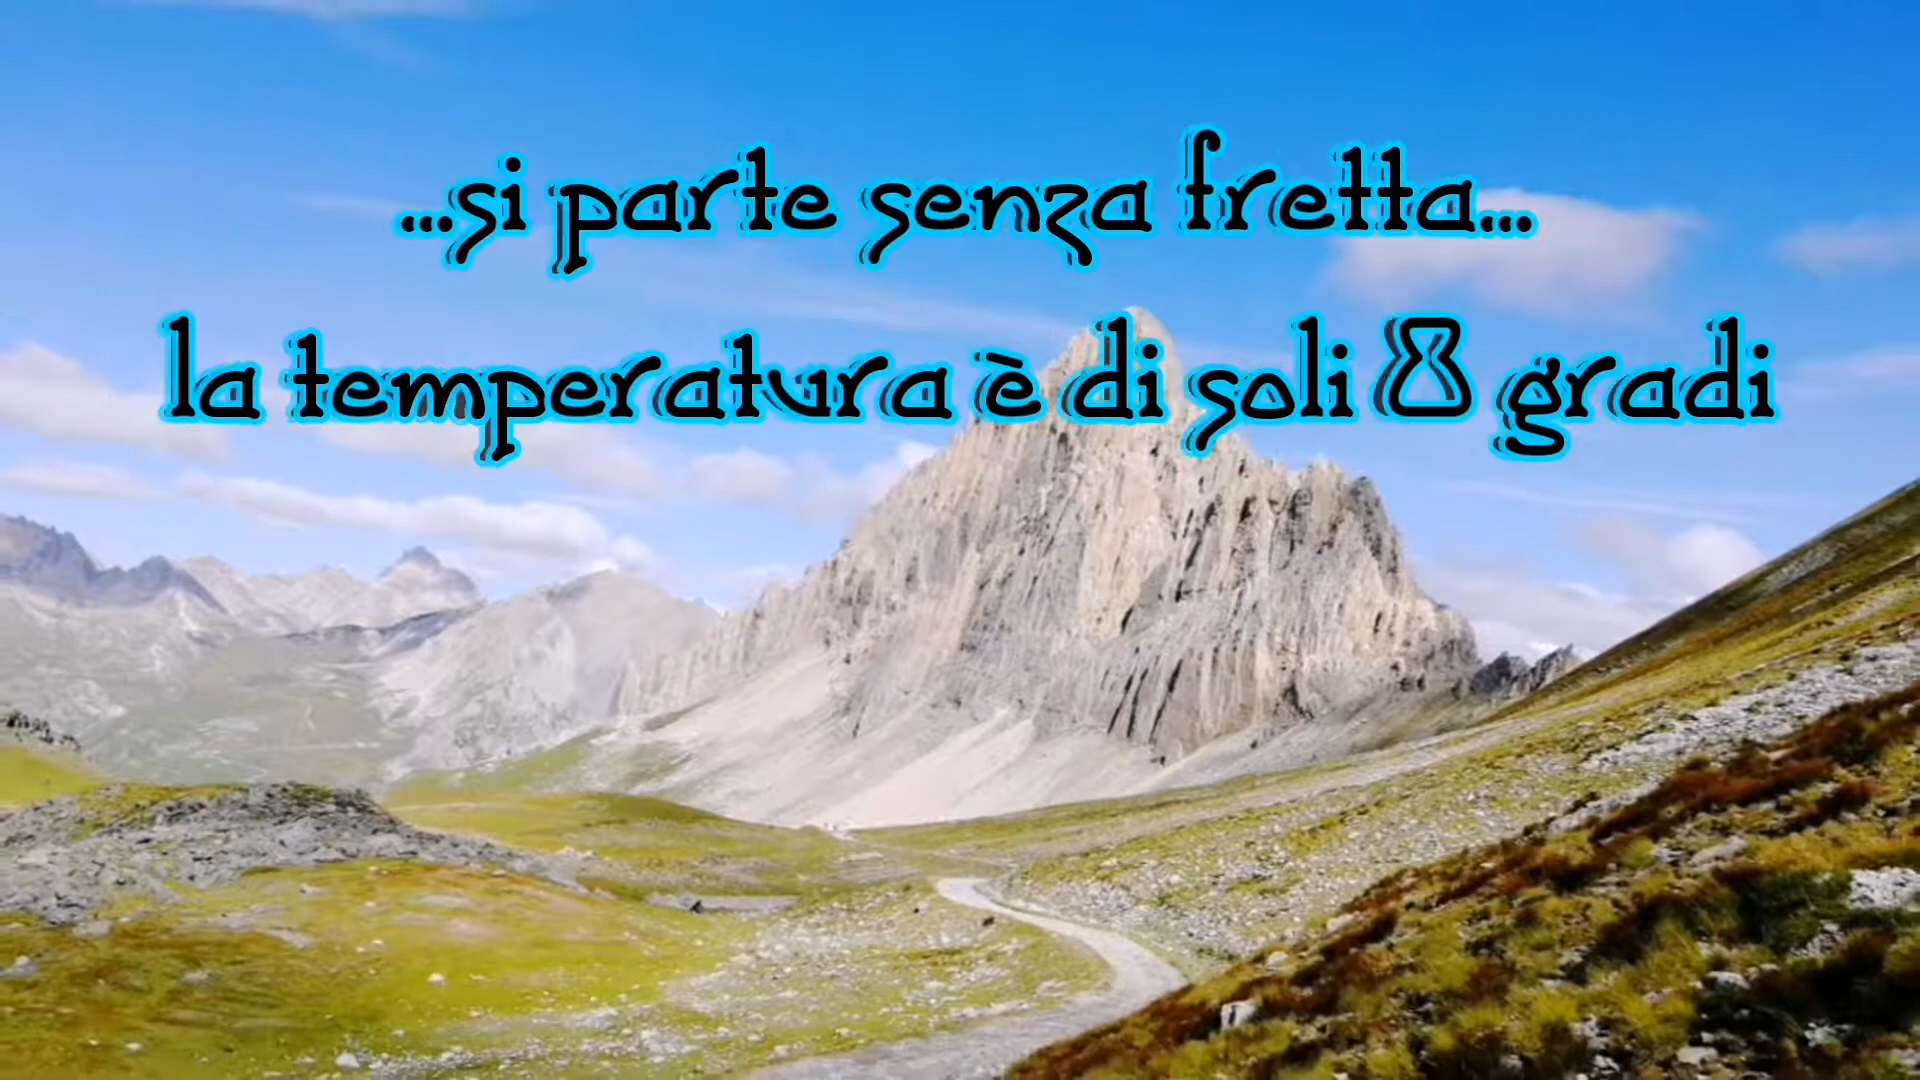 ...si parte senza fretta...
la temperatura è di soli 8 gradi